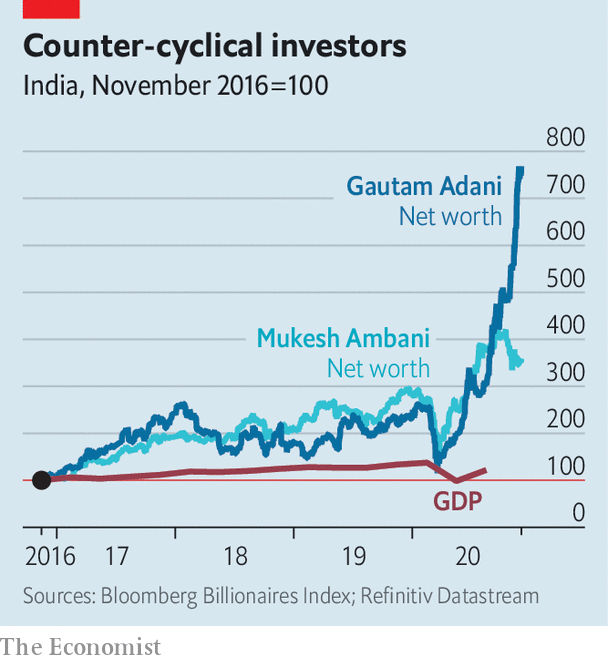 Counter-cyclical investors
India, November 2016=100
800
Gautam Adani
700
Net worth
600
500
Mukesh Ambani
400
Net worth
300
200
100
GDP
0
2016 17 18 19 20
Sources: Bloomberg Billionaires Index; Refinitiv Datastream
The Economist